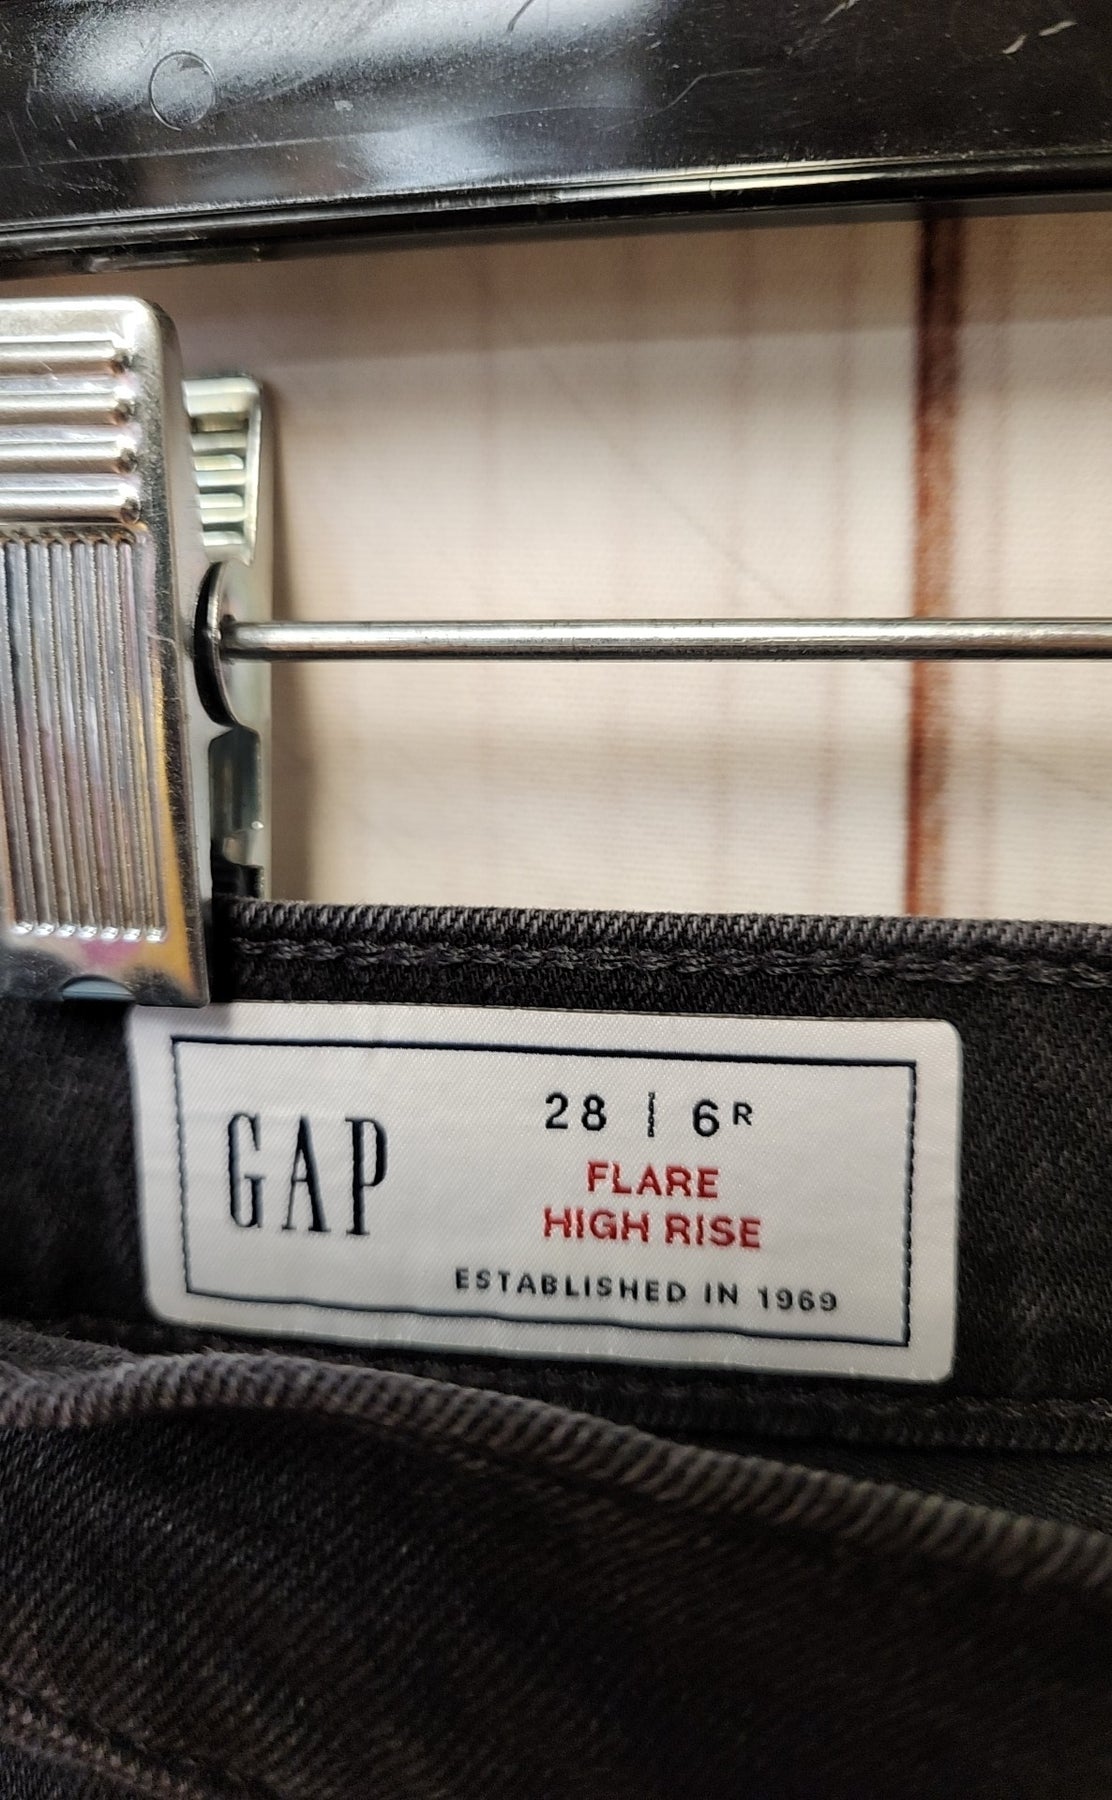 GAP
28 | 6R
FLARE
HIGH RISE
ESTABLISHED IN 1969